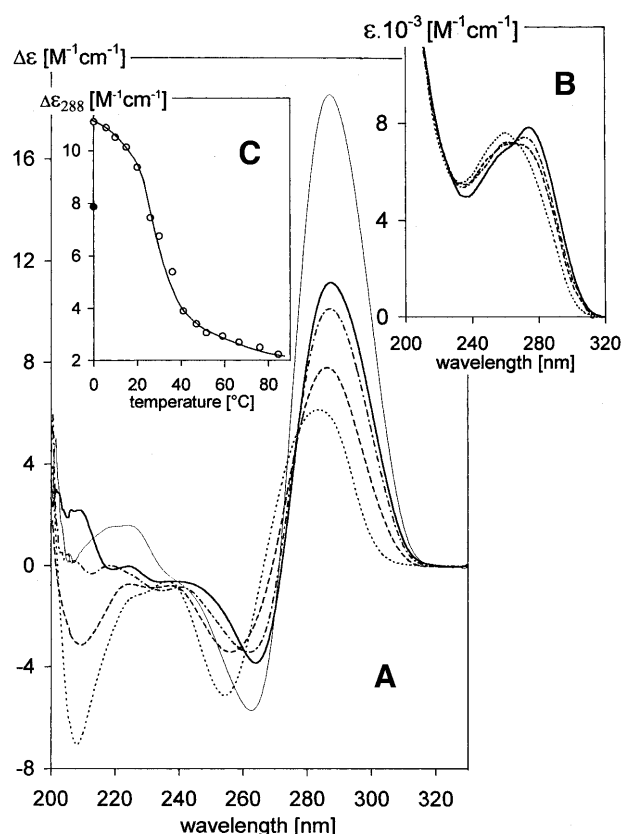 ε.10⁻³ [M⁻¹cm⁻¹]
Δε [M⁻¹cm⁻¹]
B
8
4
0
200 240 280 320
wavelength [nm]
Δε₂₈₈ [M⁻¹cm⁻¹]
C
10
8
6
4
2
0 20 40 60 80
temperature [°C]
16
12
8
4
0
-4
-8
A
200 220 240 260 280 300 320
wavelength [nm]